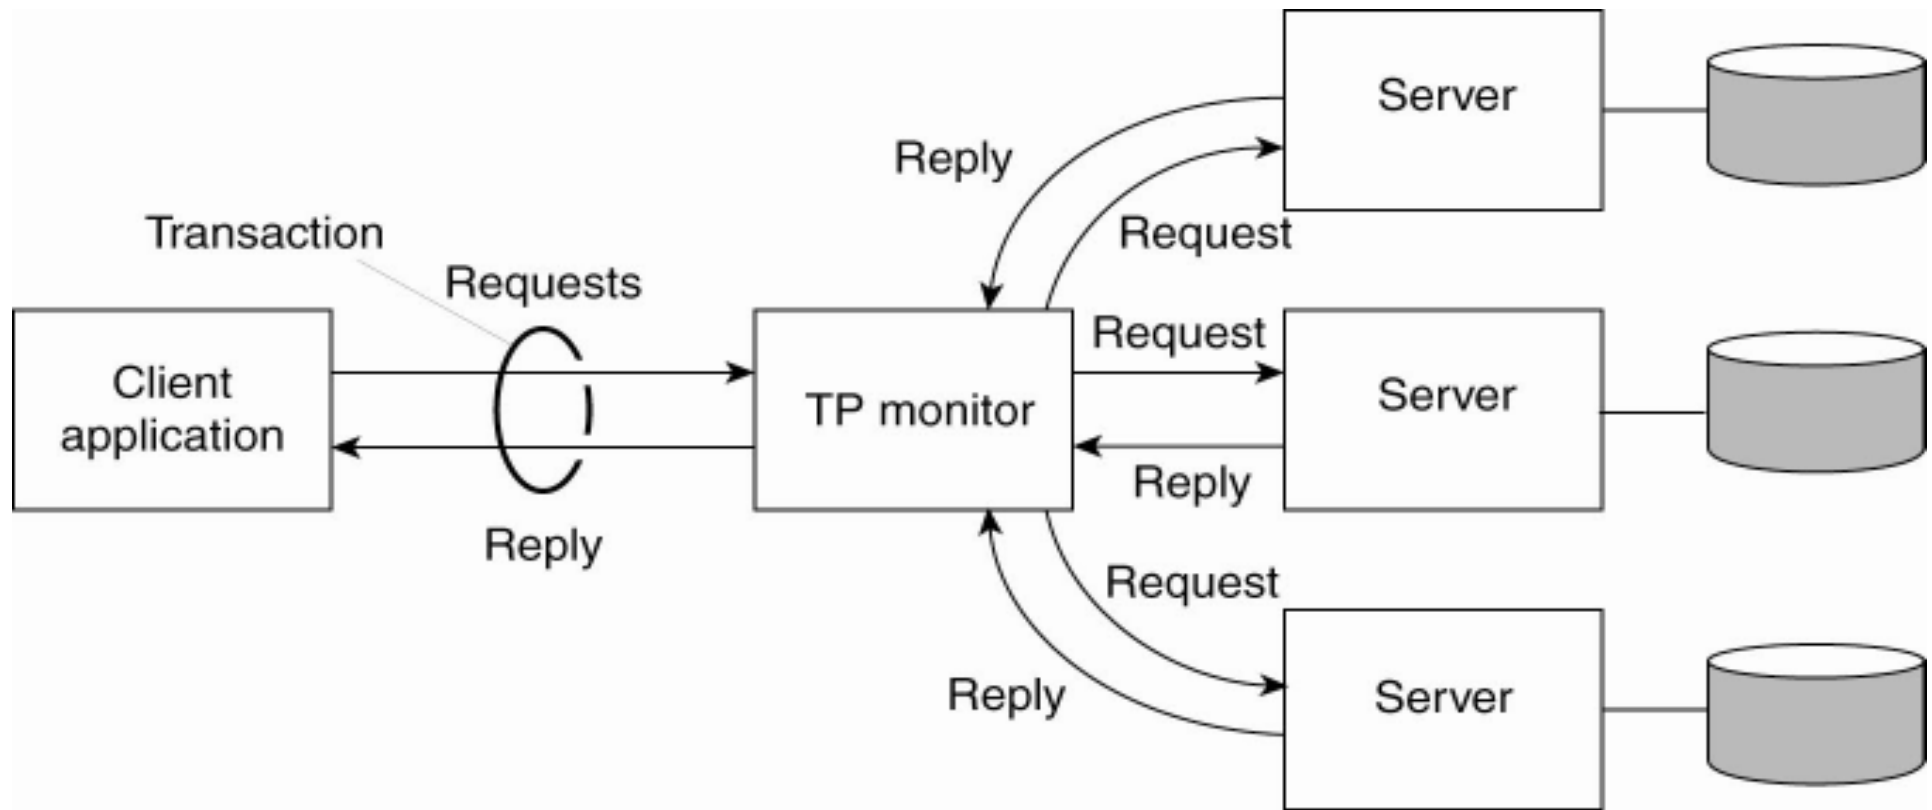 Server
Reply
Transaction
Request
Requests
Request
Client
application
TP monitor
Server
Reply
Reply
Request
Reply
Server